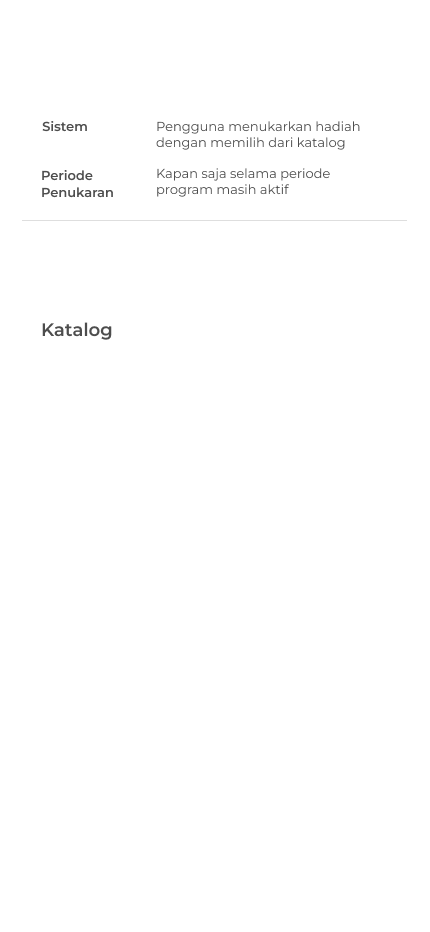 Sistem
Pengguna menukarkan hadiah
dengan memilih dari katalog
Periode
Penukaran
Kapan saja selama periode
program masih aktif
Katalog